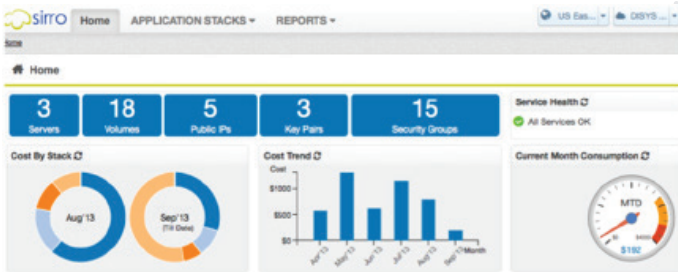 sirro Home APPLICATION STACKS REPORTS US Eas... DISYS ...
Home
Home
3 18 5 3 15
Servers Volumes Public IPs Key Pairs Security Groups
Service Health
All Services OK
Cost By Stack
Aug'13
Sep'13
(Till Date)
Cost Trend
Cost
$1000
$500
$0
Apr'13 May'13 Jun'13 Jul'13 Aug'13 Sep'13
Month
Current Month Consumption
MTD
$0
$192